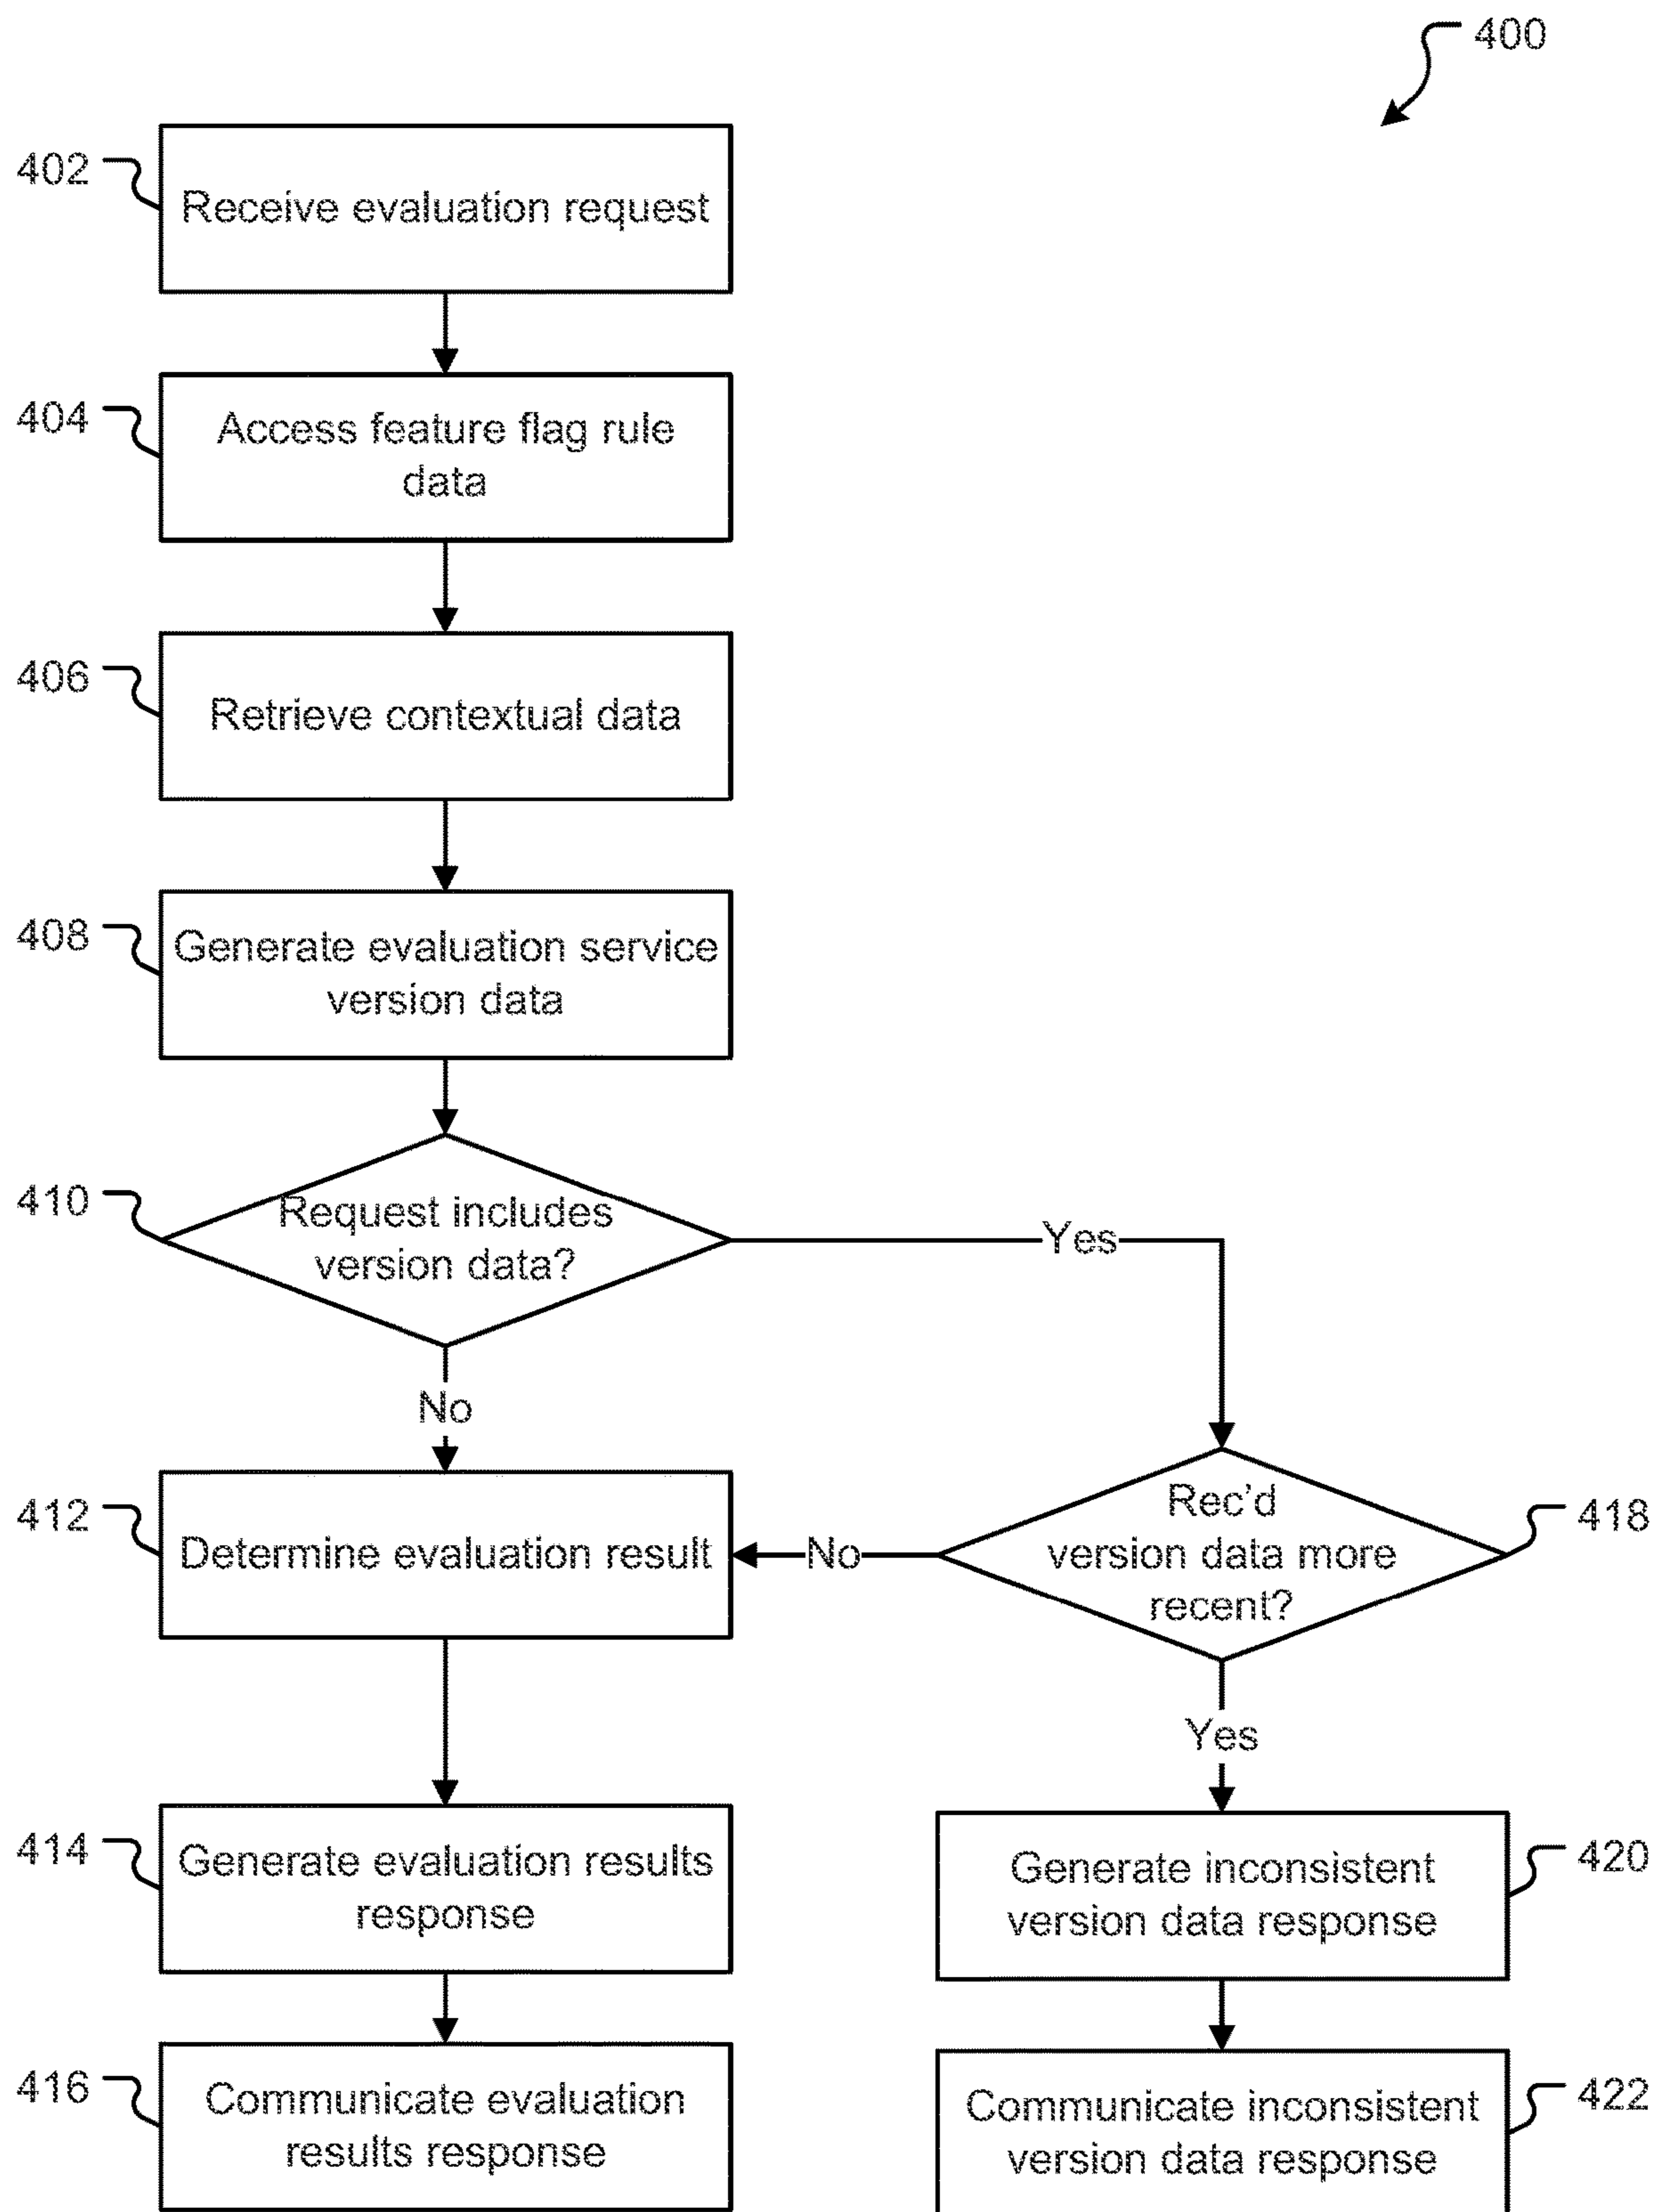 400
402
Receive evaluation request
404
Access feature flag rule
data
406
Retrieve contextual data
408
Generate evaluation service
version data
410
Request includes
version data?
Yes
No
412
Determine evaluation result
No
Rec'd
version data more
recent?
418
Yes
414
Generate evaluation results
response
Generate inconsistent
version data response
420
416
Communicate evaluation
results response
Communicate inconsistent
version data response
422